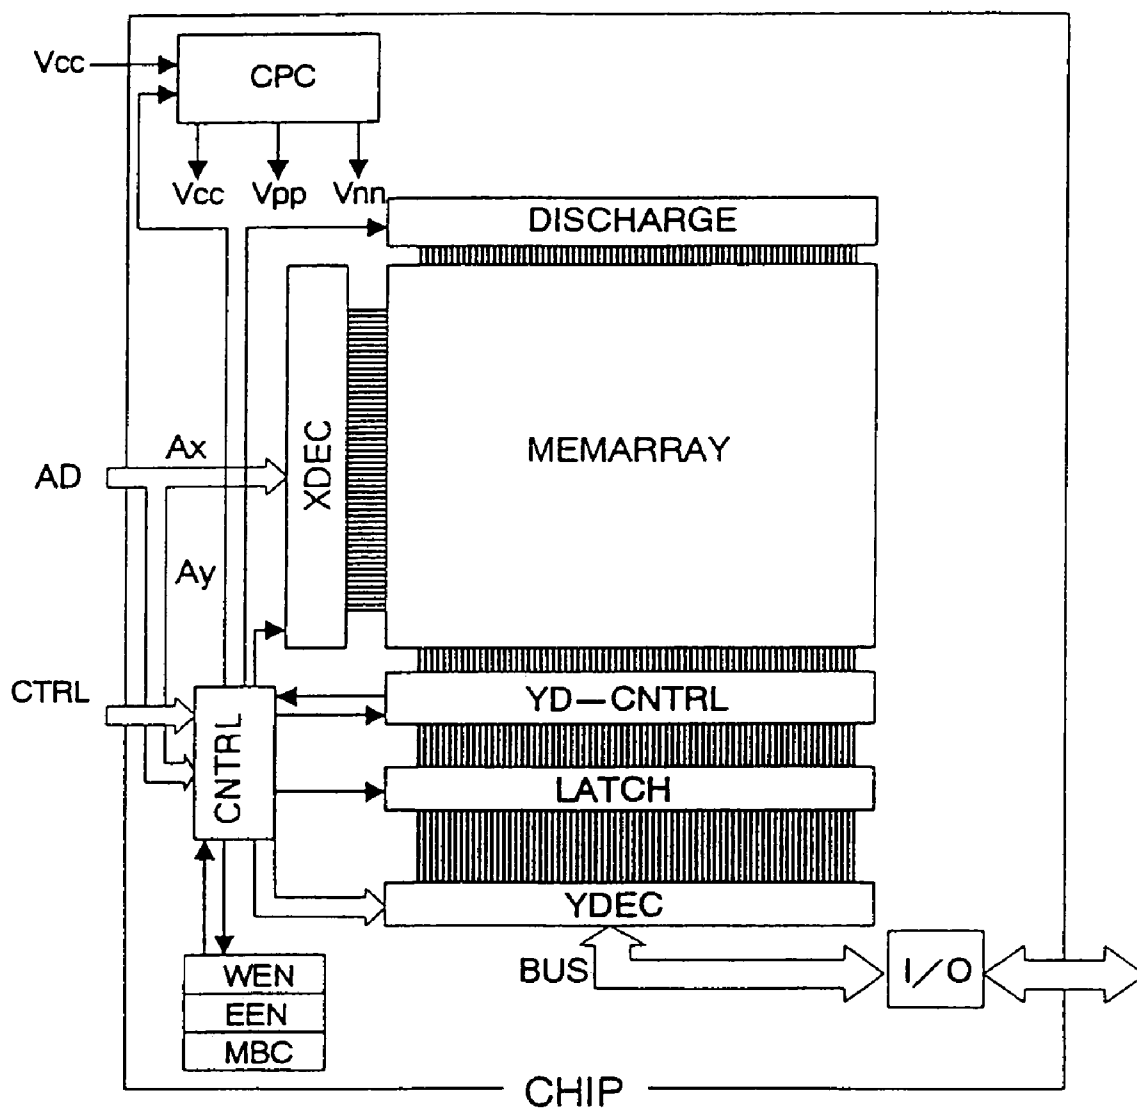 Vcc
CPC
Vcc Vpp Vnn
DISCHARGE
XDEC
MEMARRAY
Ax
AD
Ay
CTRL
CNTRL
YD—CNTRL
LATCH
YDEC
BUS
I/O
WEN
EEN
MBC
CHIP